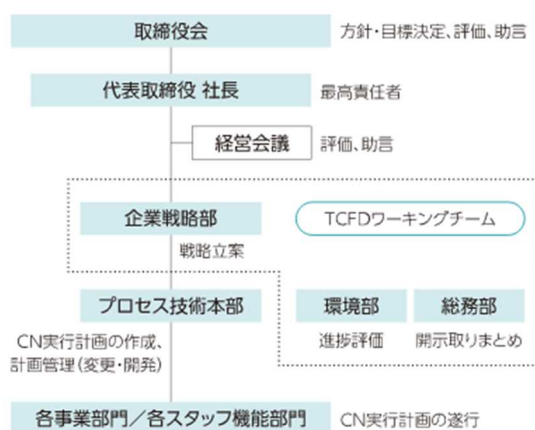 取締役会
方針・目標決定、評価、助言
代表取締役 社長
最高責任者
経営会議
評価、助言
企業戦略部
TCFDワーキングチーム
戦略立案
プロセス技術本部
環境部
総務部
CN実行計画の作成、
計画管理(変更・開発)
進捗評価
開示取りまとめ
各事業部門/各スタッフ機能部門
CN実行計画の遂行